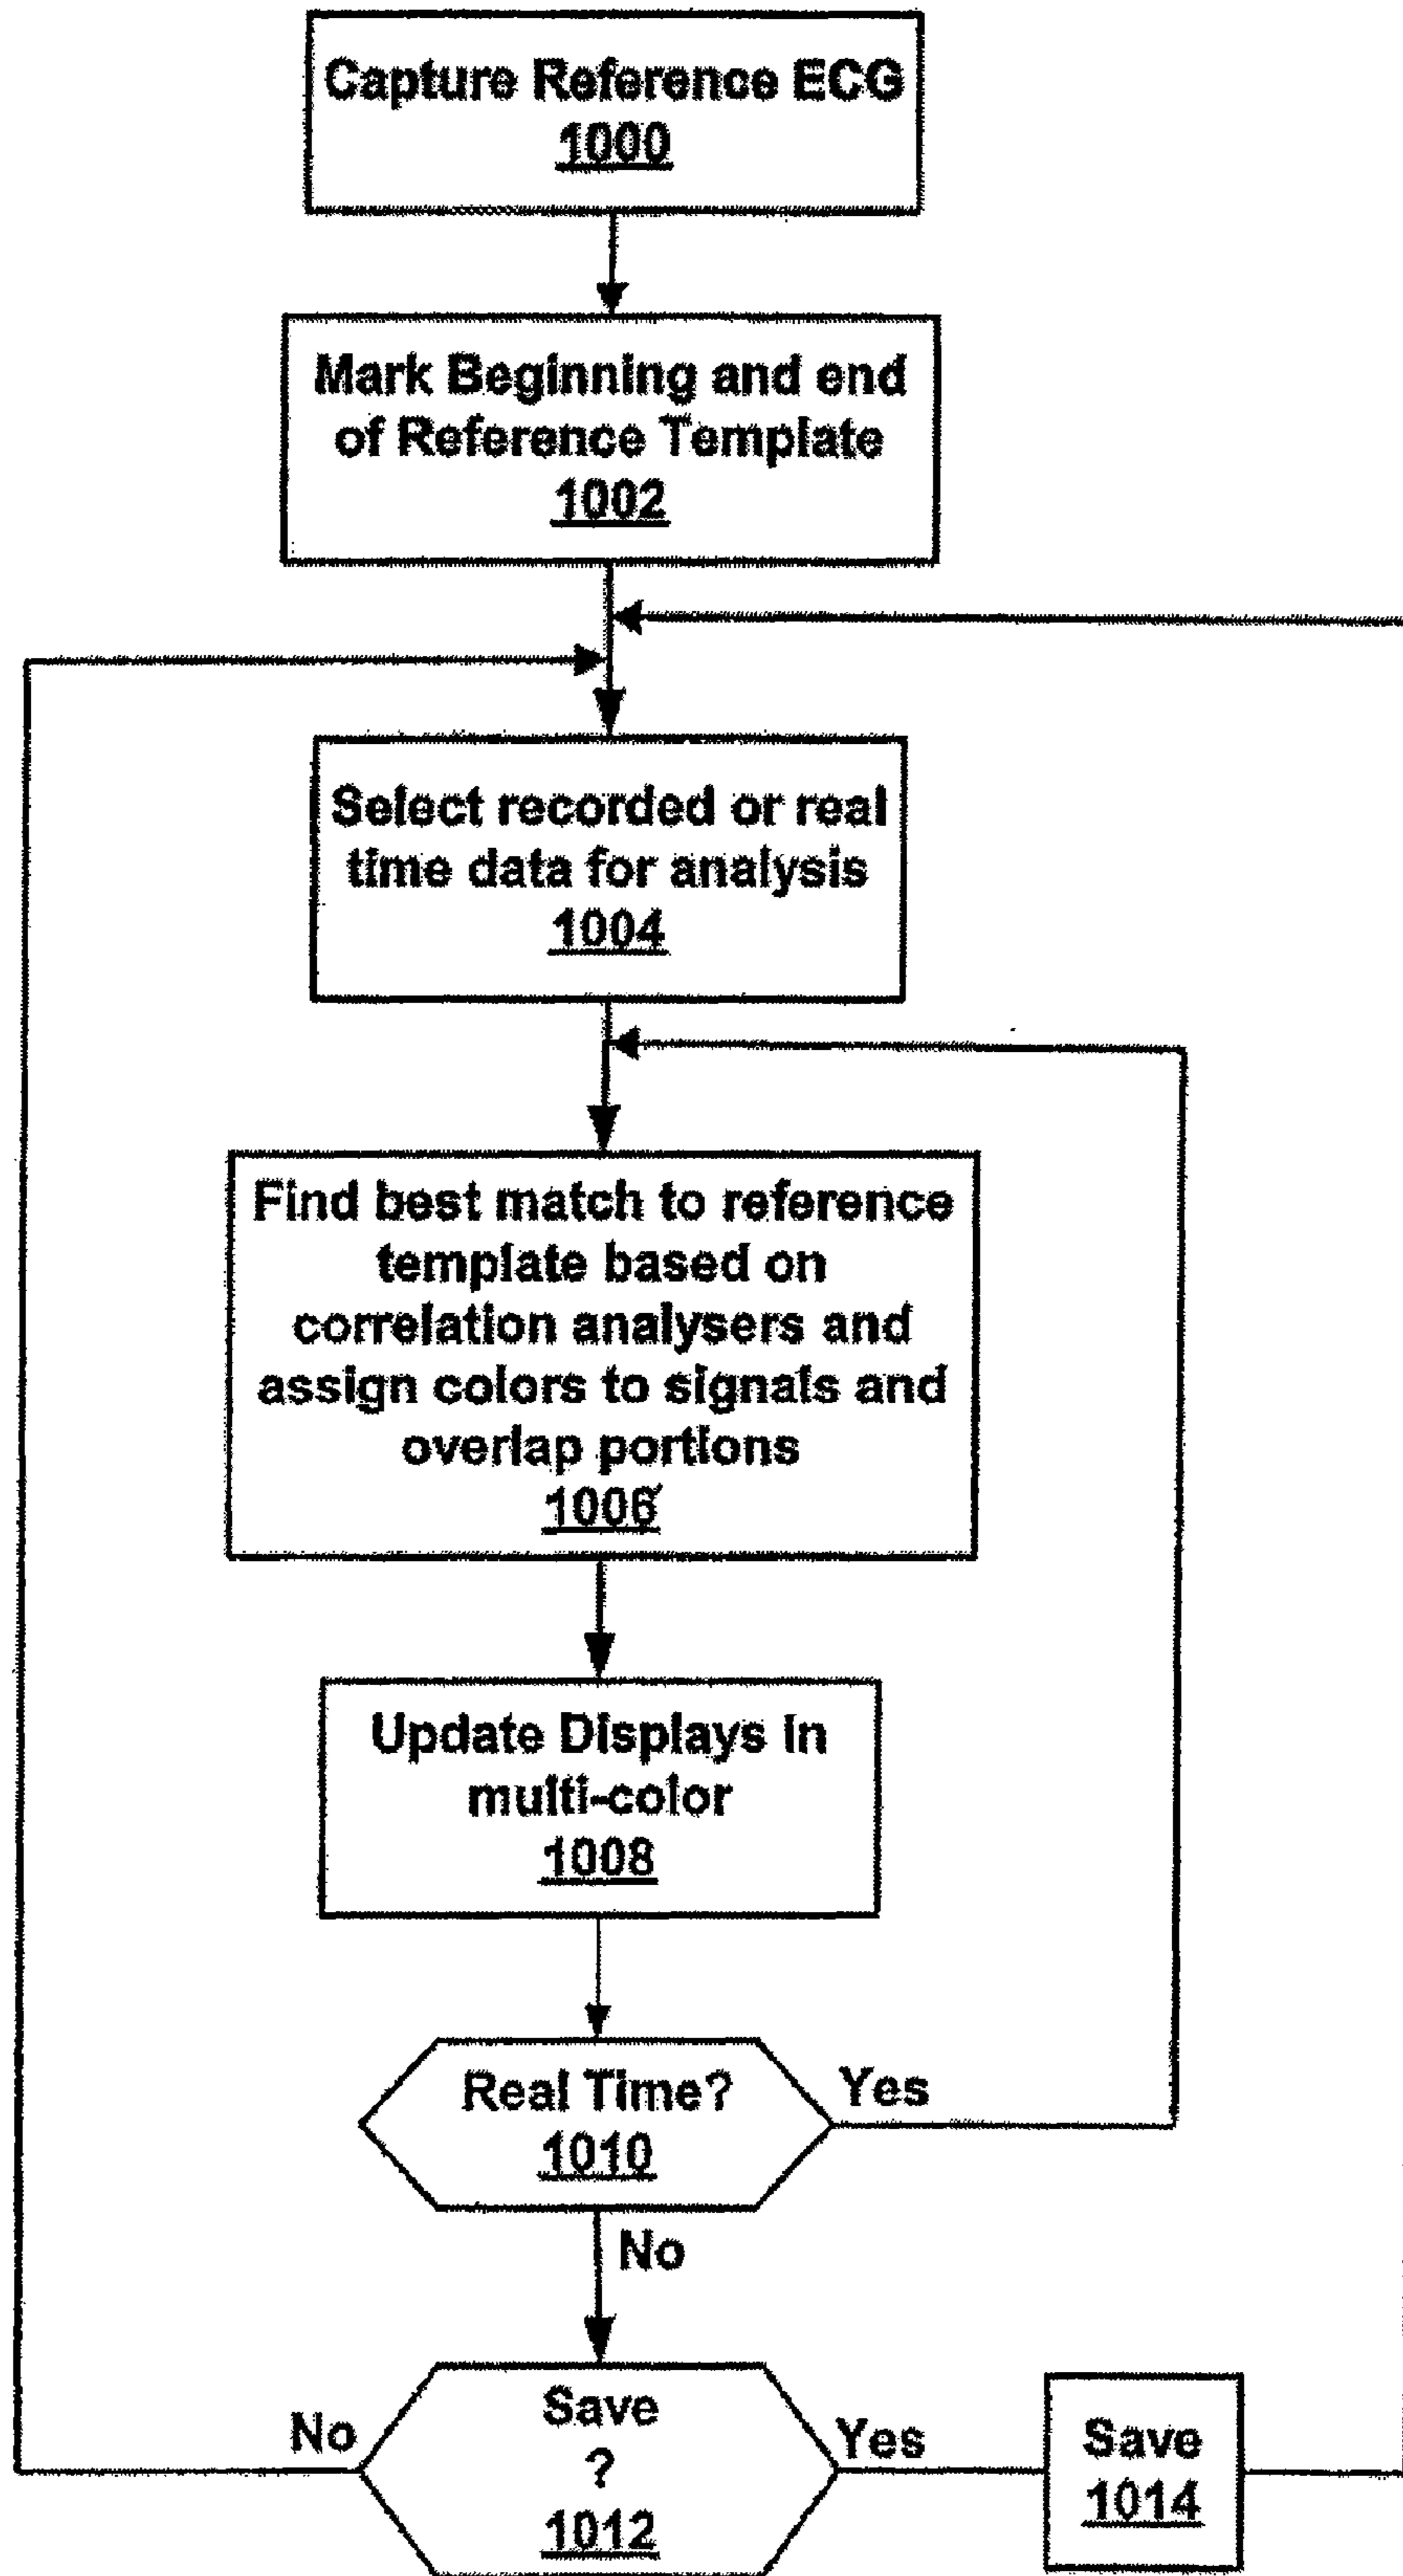 Capture Reference ECG
1000
Mark Beginning and end
of Reference Template
1002
Select recorded or real
time data for analysis
1004
Find best match to reference
template based on
correlation analysers and
assign colors to signals and
overlap portions
1006
Update Displays in
multi-color
1008
Real Time?
1010
Yes
No
Save
?
1012
No
Yes
Save
1014